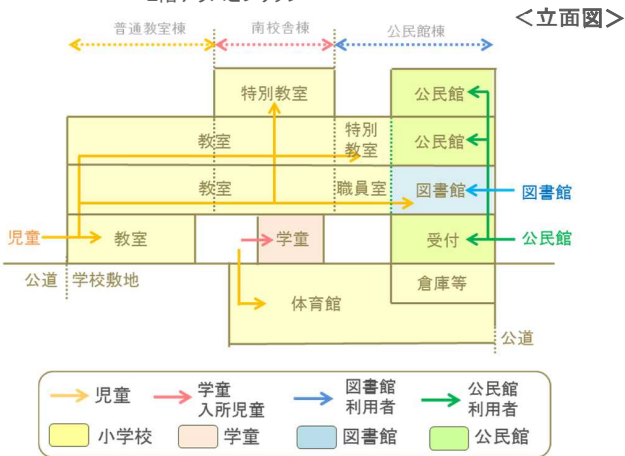 ＜立面図＞
普通教室棟
南校舎棟
公民館棟
特別教室
公民館
教室
特別
教室
公民館
教室
職員室
図書館
図書館
児童
教室
学童
受付
公民館
公道
学校敷地
倉庫等
体育館
公道
児童
学童
入所児童
図書館
利用者
公民館
利用者
小学校
学童
図書館
公民館